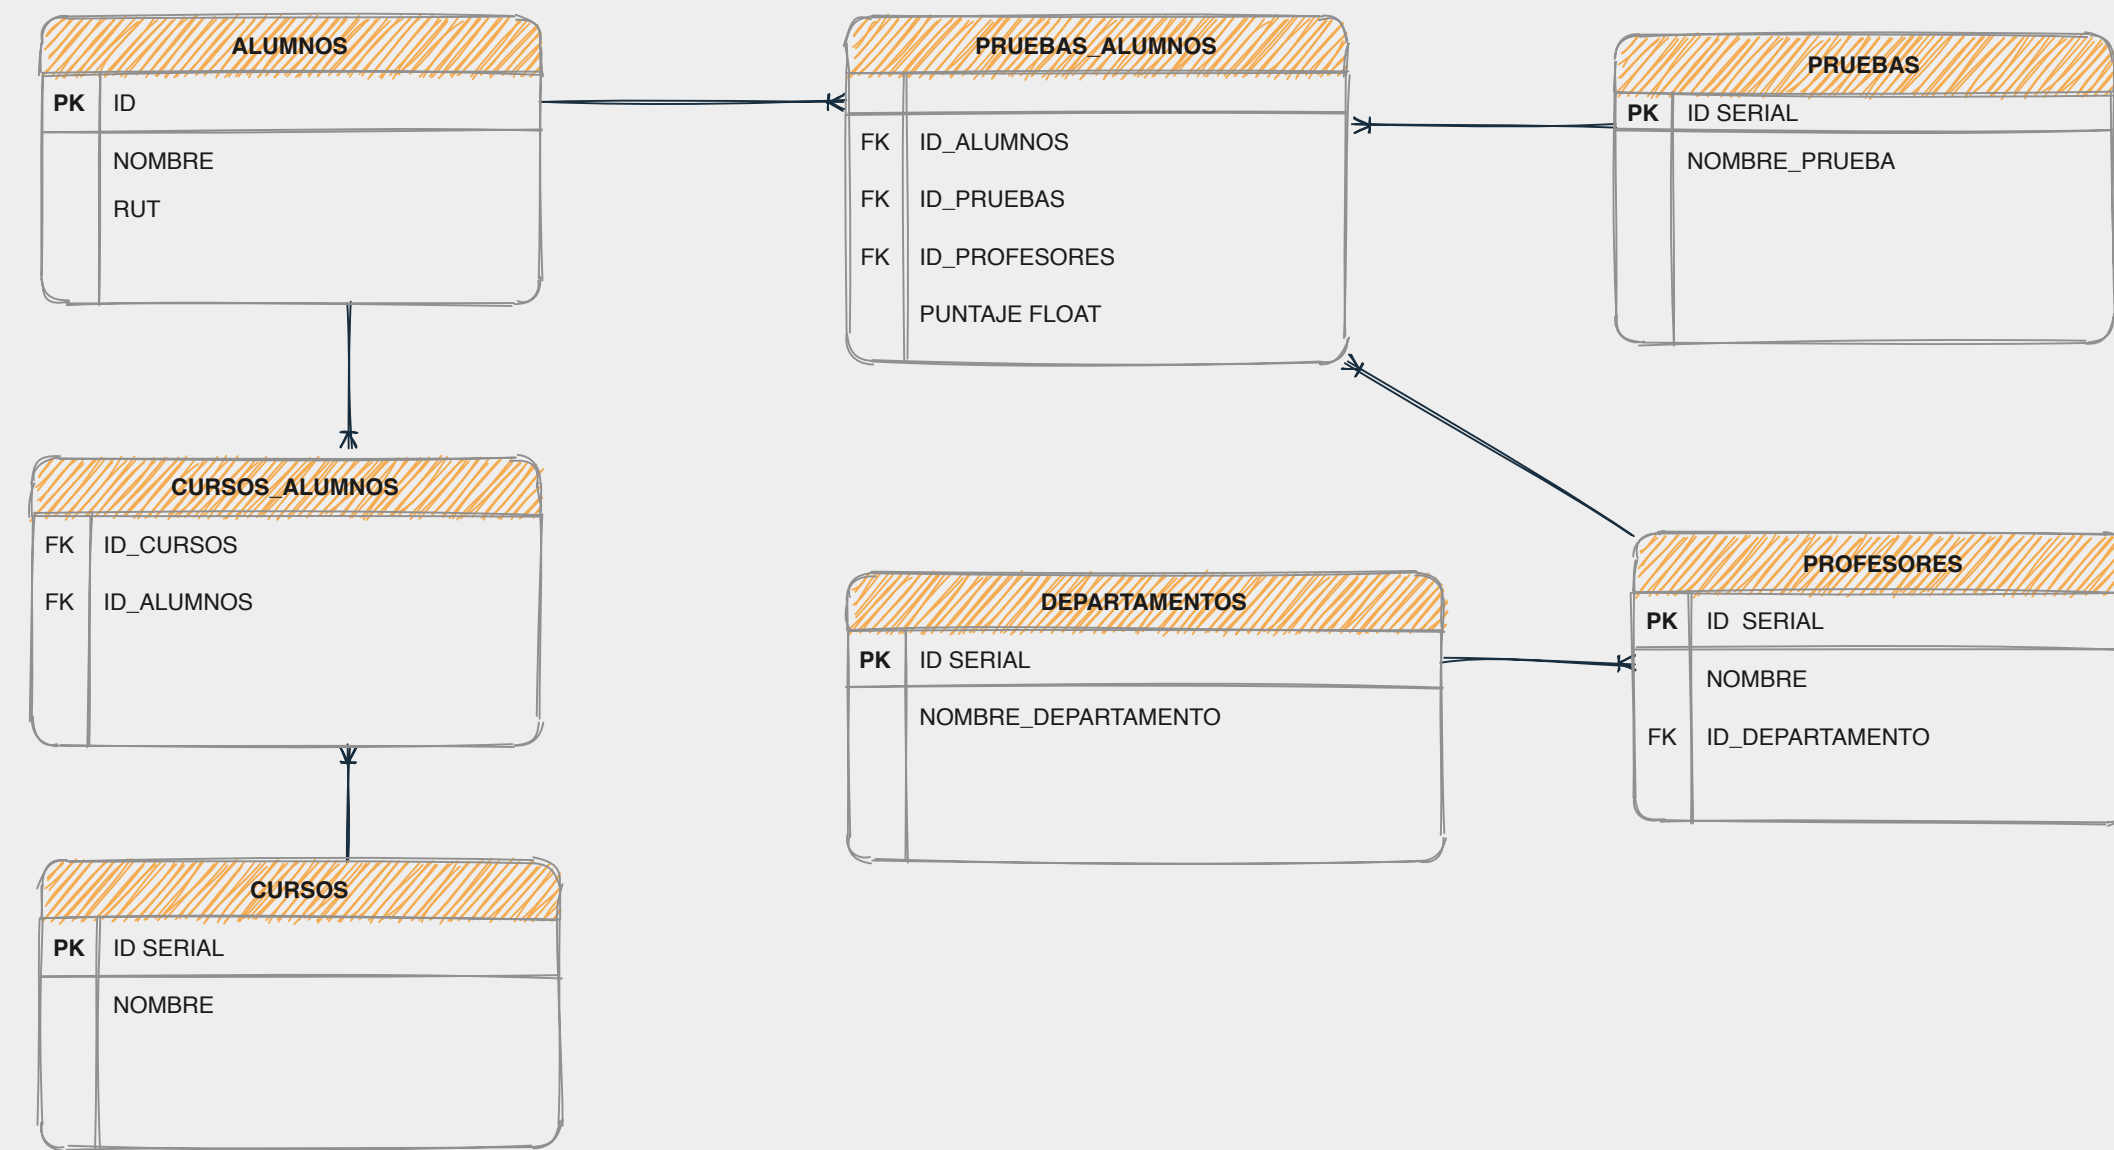 ALUMNOS
PK ID
NOMBRE
RUT
PRUEBAS_ALUMNOS
FK ID_ALUMNOS
FK ID_PRUEBAS
FK ID_PROFESORES
PUNTAJE FLOAT
PRUEBAS
PK ID SERIAL
NOMBRE_PRUEBA
CURSOS_ALUMNOS
FK ID_CURSOS
FK ID_ALUMNOS
DEPARTAMENTOS
PK ID SERIAL
NOMBRE_DEPARTAMENTO
PROFESORES
PK ID SERIAL
NOMBRE
FK ID_DEPARTAMENTO
CURSOS
PK ID SERIAL
NOMBRE